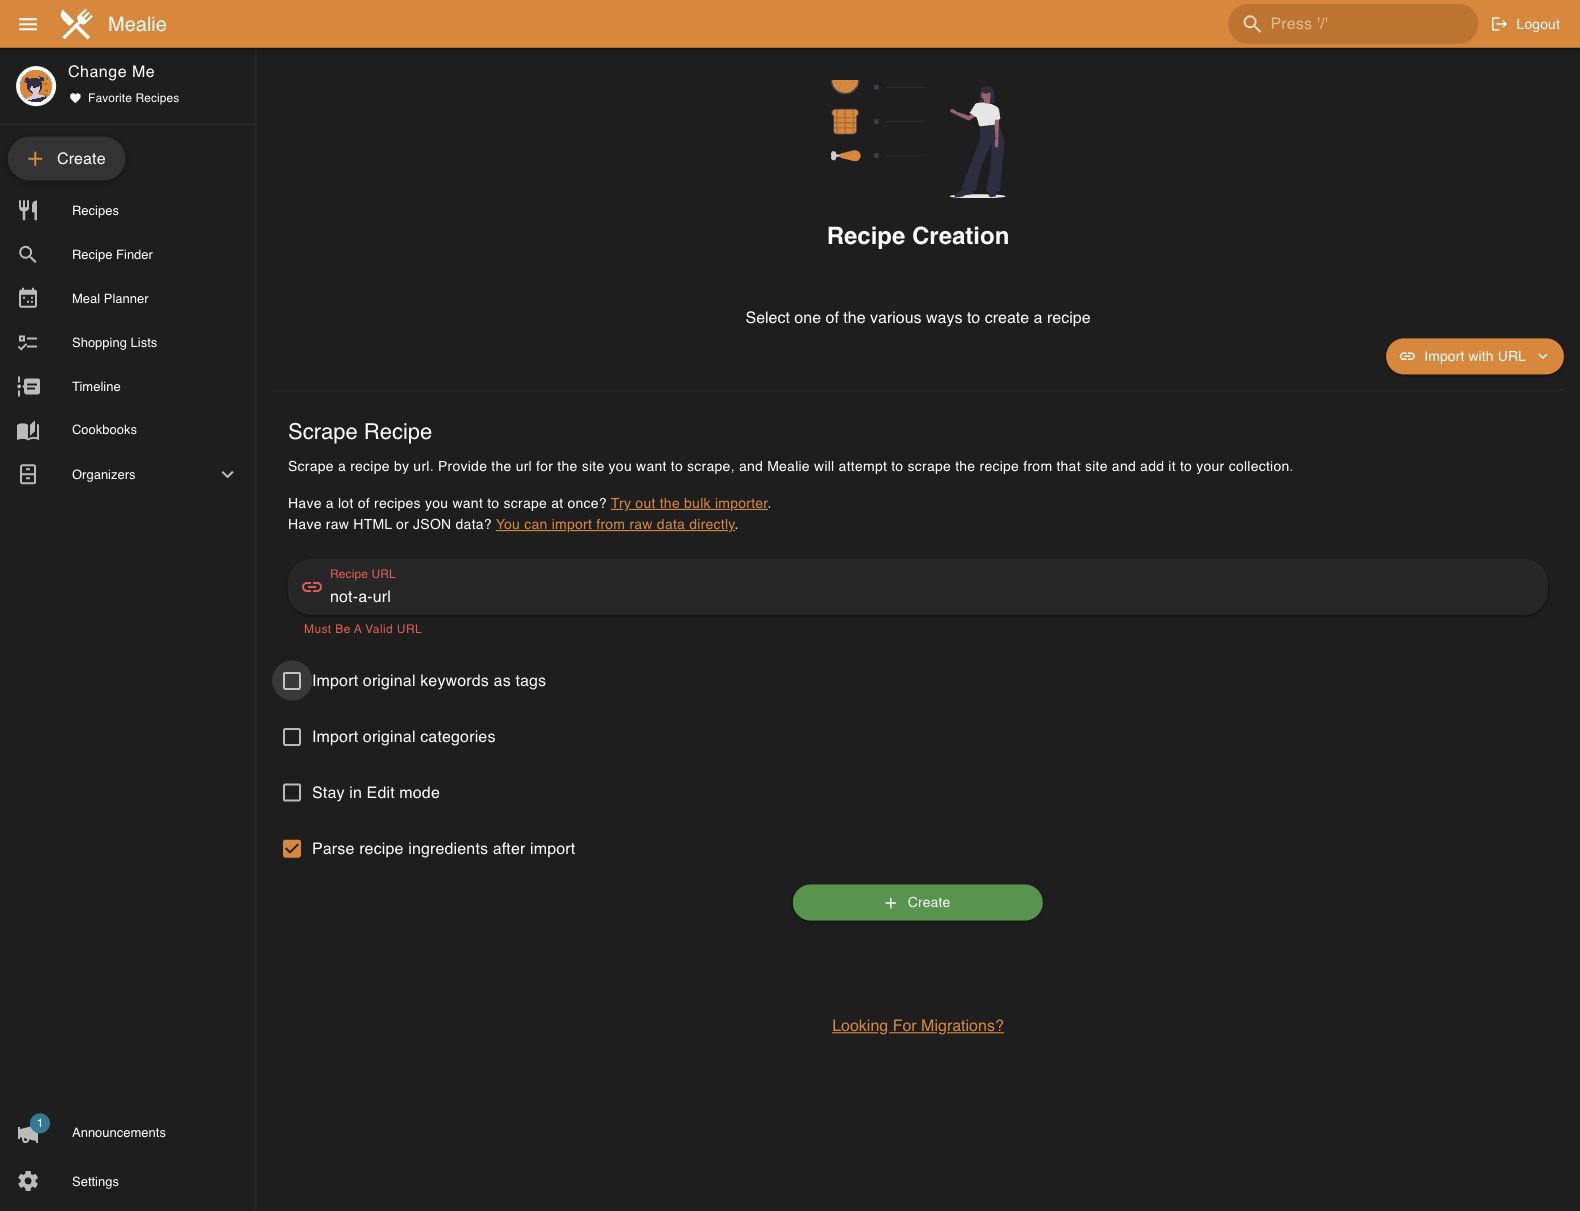 Mealie
Press '/'
Logout
Change Me
Favorite Recipes
Create
Recipes
Recipe Finder
Meal Planner
Shopping Lists
Timeline
Cookbooks
Organizers
Recipe Creation
Select one of the various ways to create a recipe
Import with URL
Scrape Recipe
Scrape a recipe by url. Provide the url for the site you want to scrape, and Mealie will attempt to scrape the recipe from that site and add it to your collection.
Have a lot of recipes you want to scrape at once? Try out the bulk importer.
Have raw HTML or JSON data? You can import from raw data directly.
Recipe URL
not-a-url
Must Be A Valid URL
Import original keywords as tags
Import original categories
Stay in Edit mode
Parse recipe ingredients after import
Create
Looking For Migrations?
1
Announcements
Settings